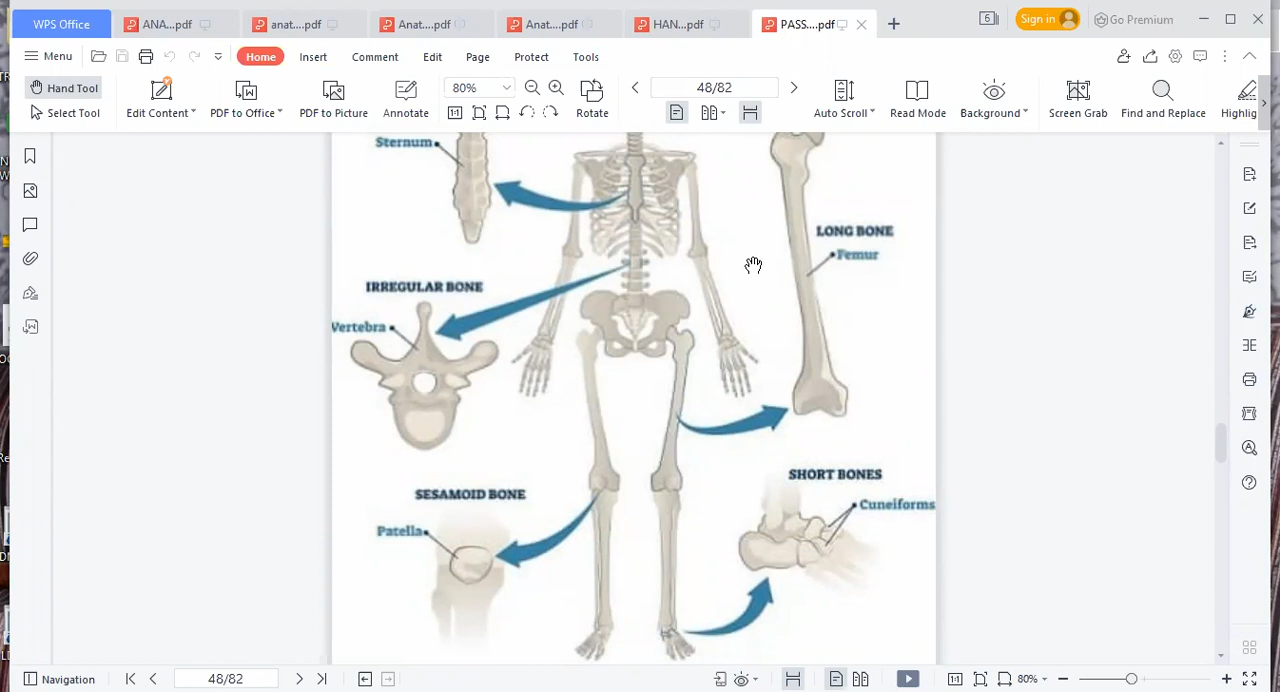 WPS Office
ANA...pdf
anat....pdf
Anat....pdf
Anat....pdf
HAN...pdf
PASS....pdf
6
Sign in
Go Premium
Menu
Home
Insert
Comment
Edit
Page
Protect
Tools
Hand Tool
Select Tool
Edit Content
PDF to Office
PDF to Picture
Annotate
80%
Rotate
48/82
Auto Scroll
Read Mode
Background
Screen Grab
Find and Replace
Highlig
Sternum
LONG BONE
Femur
IRREGULAR BONE
Vertebra
SHORT BONES
Cuneiforms
SESAMOID BONE
Patella
Navigation
48/82
80%